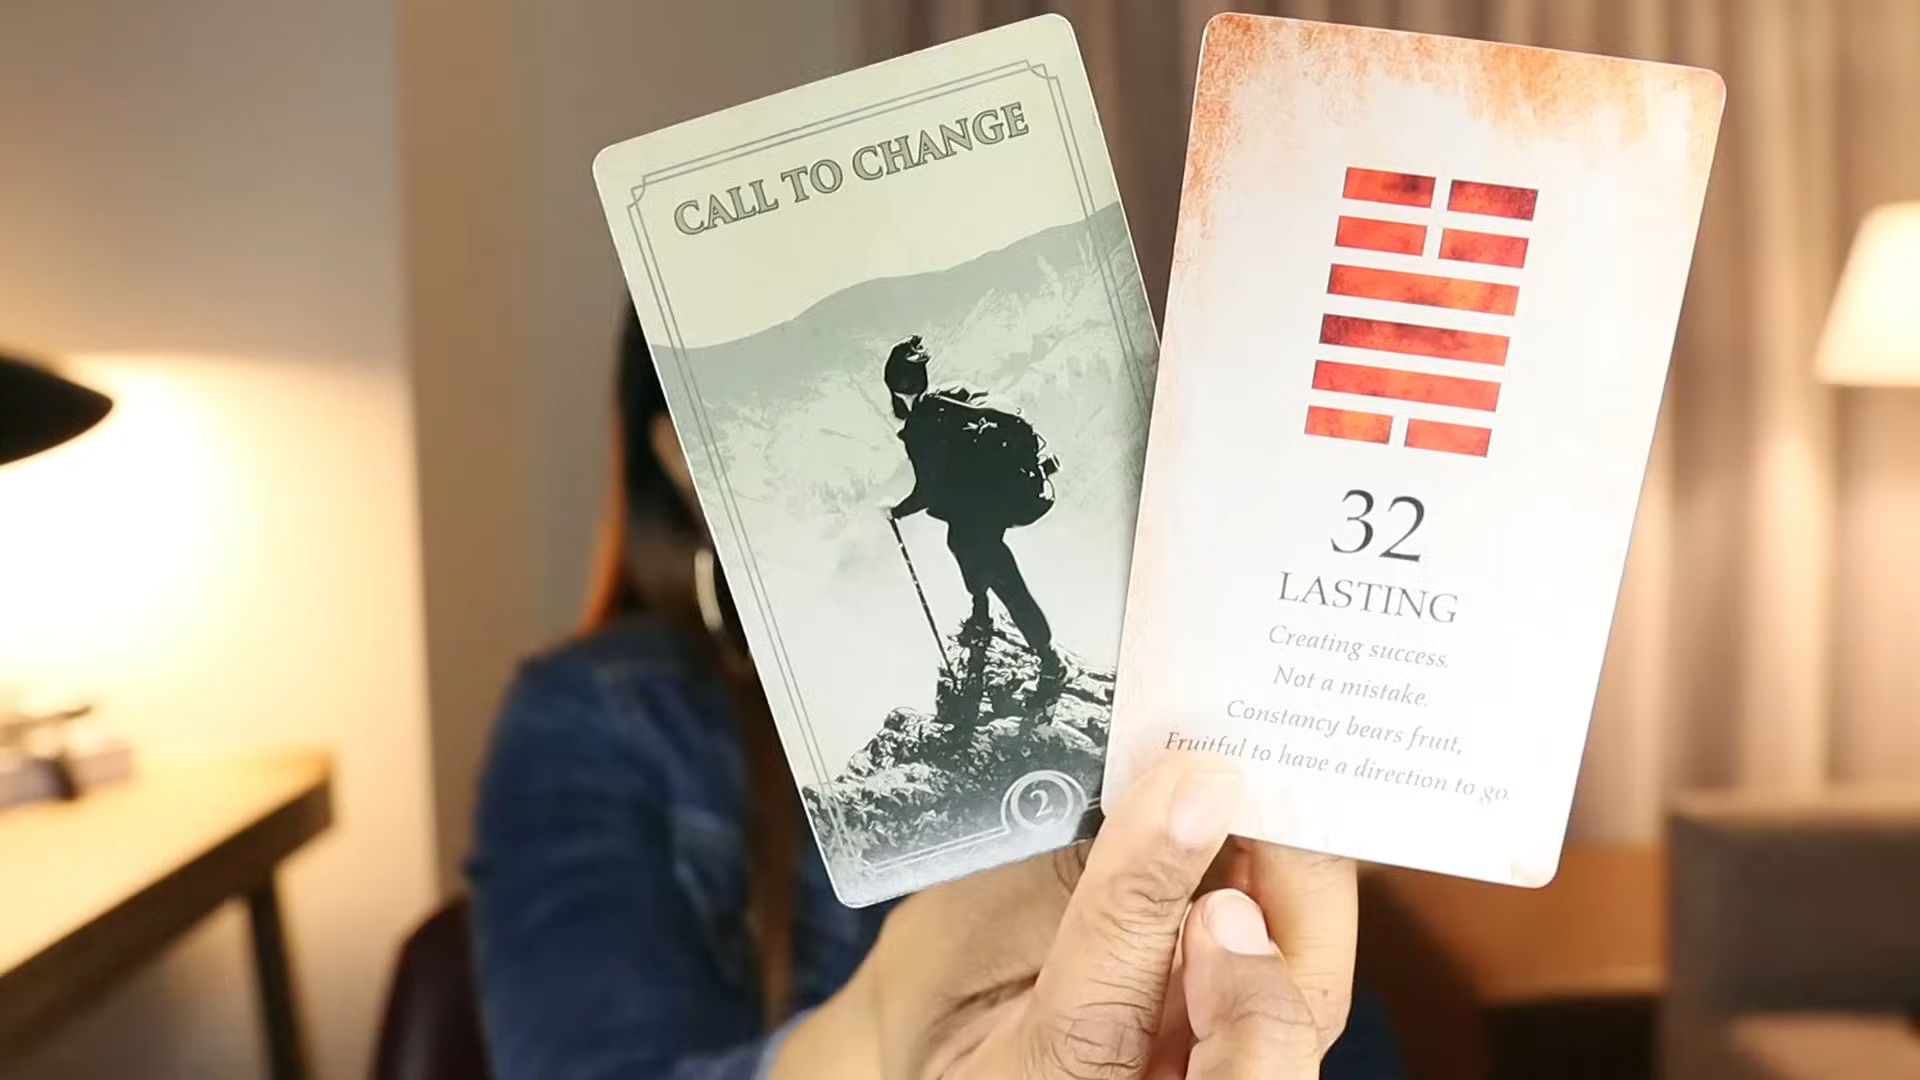 CALL TO CHANGE
2
32
LASTING
Creating success.
Not a mistake.
Constancy bears fruit,
Fruitful to have a direction to go.